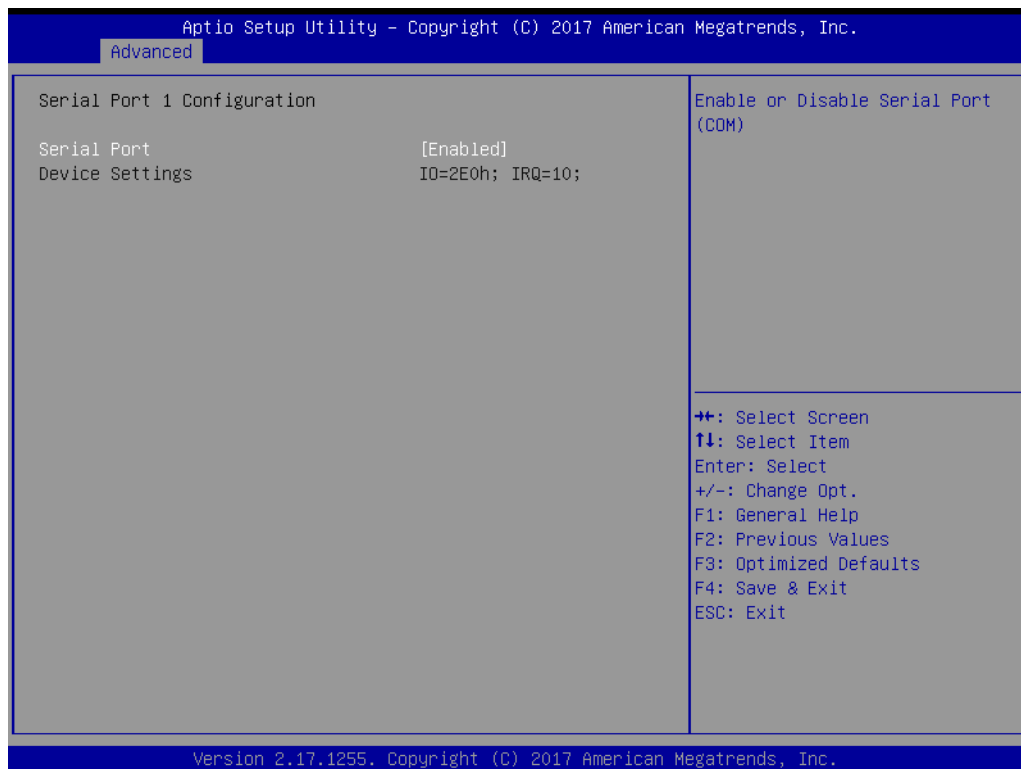 Aptio Setup Utility – Copyright (C) 2017 American Megatrends, Inc.
Advanced
Serial Port 1 Configuration
Serial Port [Enabled]
Device Settings IO=2E0h; IRQ=10;
Enable or Disable Serial Port
(COM)
→←: Select Screen
↑↓: Select Item
Enter: Select
+/-: Change Opt.
F1: General Help
F2: Previous Values
F3: Optimized Defaults
F4: Save & Exit
ESC: Exit
Version 2.17.1255. Copyright (C) 2017 American Megatrends, Inc.